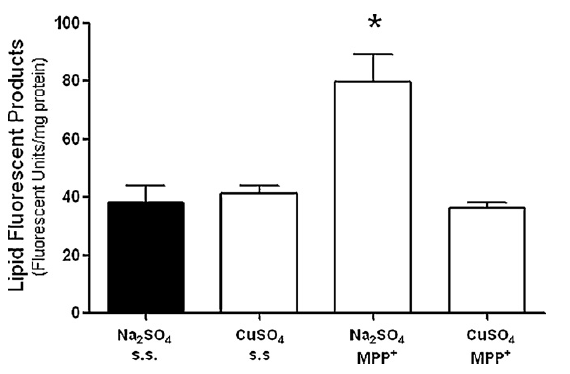 Lipid Fluorescent Products
(Fluorescent Units/mg protein)
100
80
60
40
20
0
*
Na₂SO₄
s.s.
CuSO₄
s.s
Na₂SO₄
MPP⁺
CuSO₄
MPP⁺